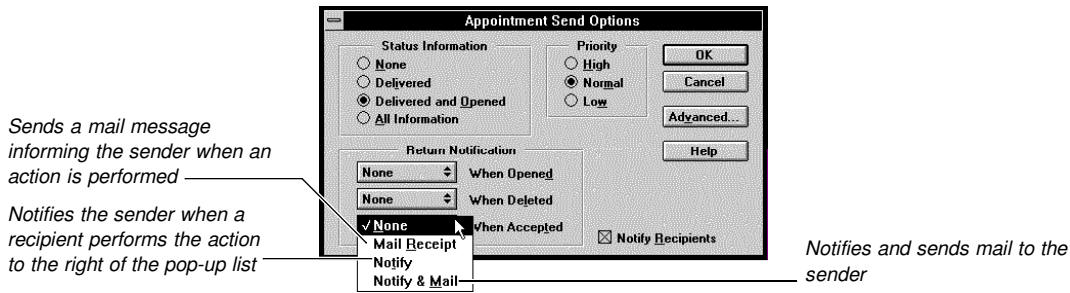 Appointment Send Options
Status Information
None
Delivered
Delivered and Opened
All Information
Priority
High
Normal
Low
OK
Cancel
Advanced...
Help
Return Notification
None When Opened
None When Deleted
None When Accepted
Mail Receipt
Notify
Notify & Mail
Notify Recipients
Sends a mail message
informing the sender when an
action is performed
Notifies the sender when a
recipient performs the action
to the right of the pop-up list
Notifies and sends mail to the
sender